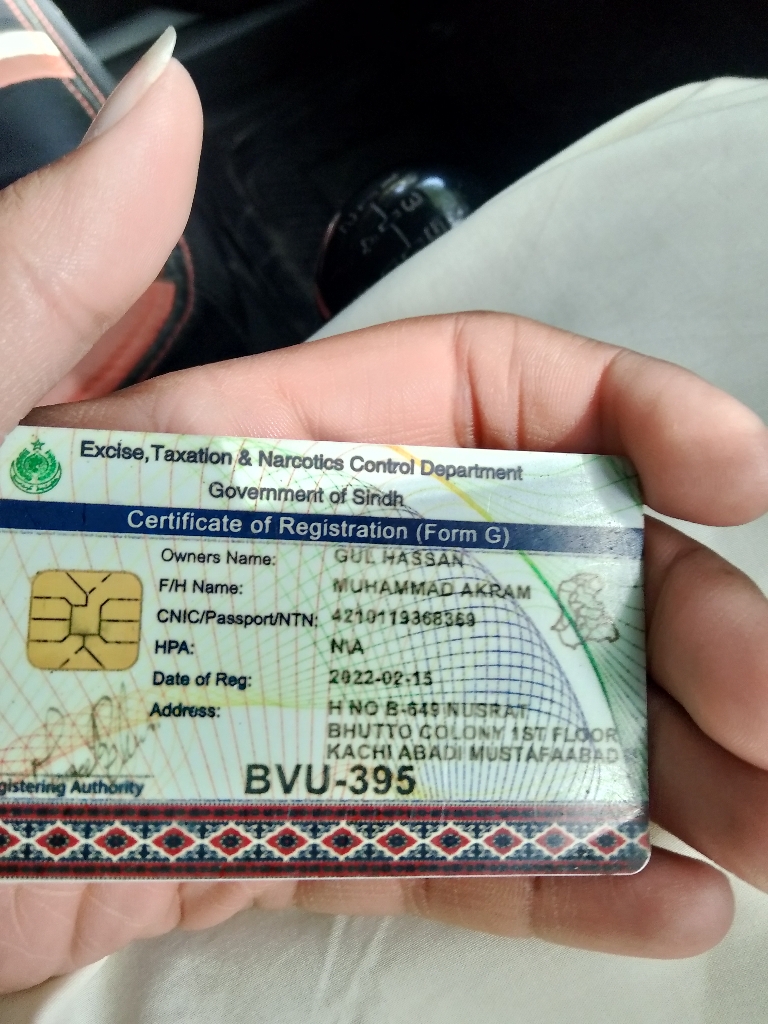 Excise,Taxation & Narcotics Control Department
Government of Sindh
Certificate of Registration (Form G)
Owners Name: GUL HASSAN
F/H Name: MUHAMMAD AKRAM
CNIC/Passport/NTN: 4210119368369
HPA: N\A
Date of Reg: 2022-02-15
Address: H NO B-649 NUSRAT
BHUTTO COLONY 1ST FLOOR
KACHI ABADI MUSTAFAABAD
gistering Authority
BVU-395